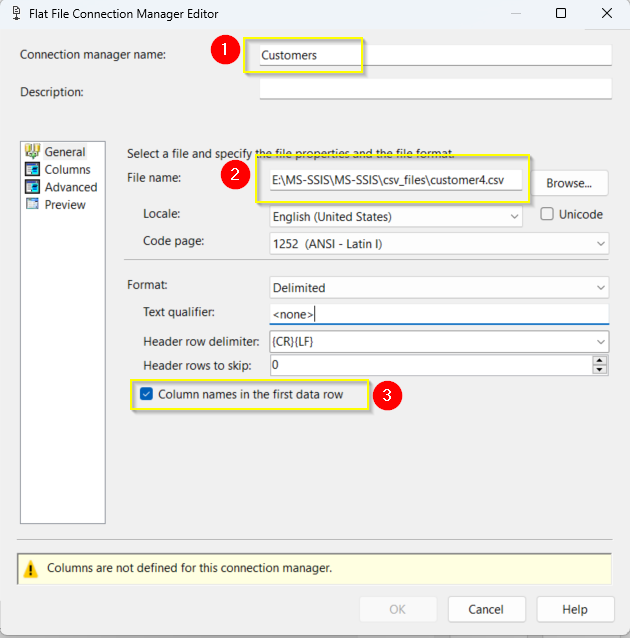 Flat File Connection Manager Editor
1
Connection manager name: Customers
Description:
General
Columns
Advanced
Preview
Select a file and specify the file properties and the file format.
2
File name: E:\MS-SSIS\MS-SSIS\csv_files\customer4.csv Browse...
Locale: English (United States) Unicode
Code page: 1252 (ANSI - Latin I)
Format: Delimited
Text qualifier: <none>
Header row delimiter: {CR}{LF}
Header rows to skip: 0
Column names in the first data row 3
Columns are not defined for this connection manager.
OK Cancel Help